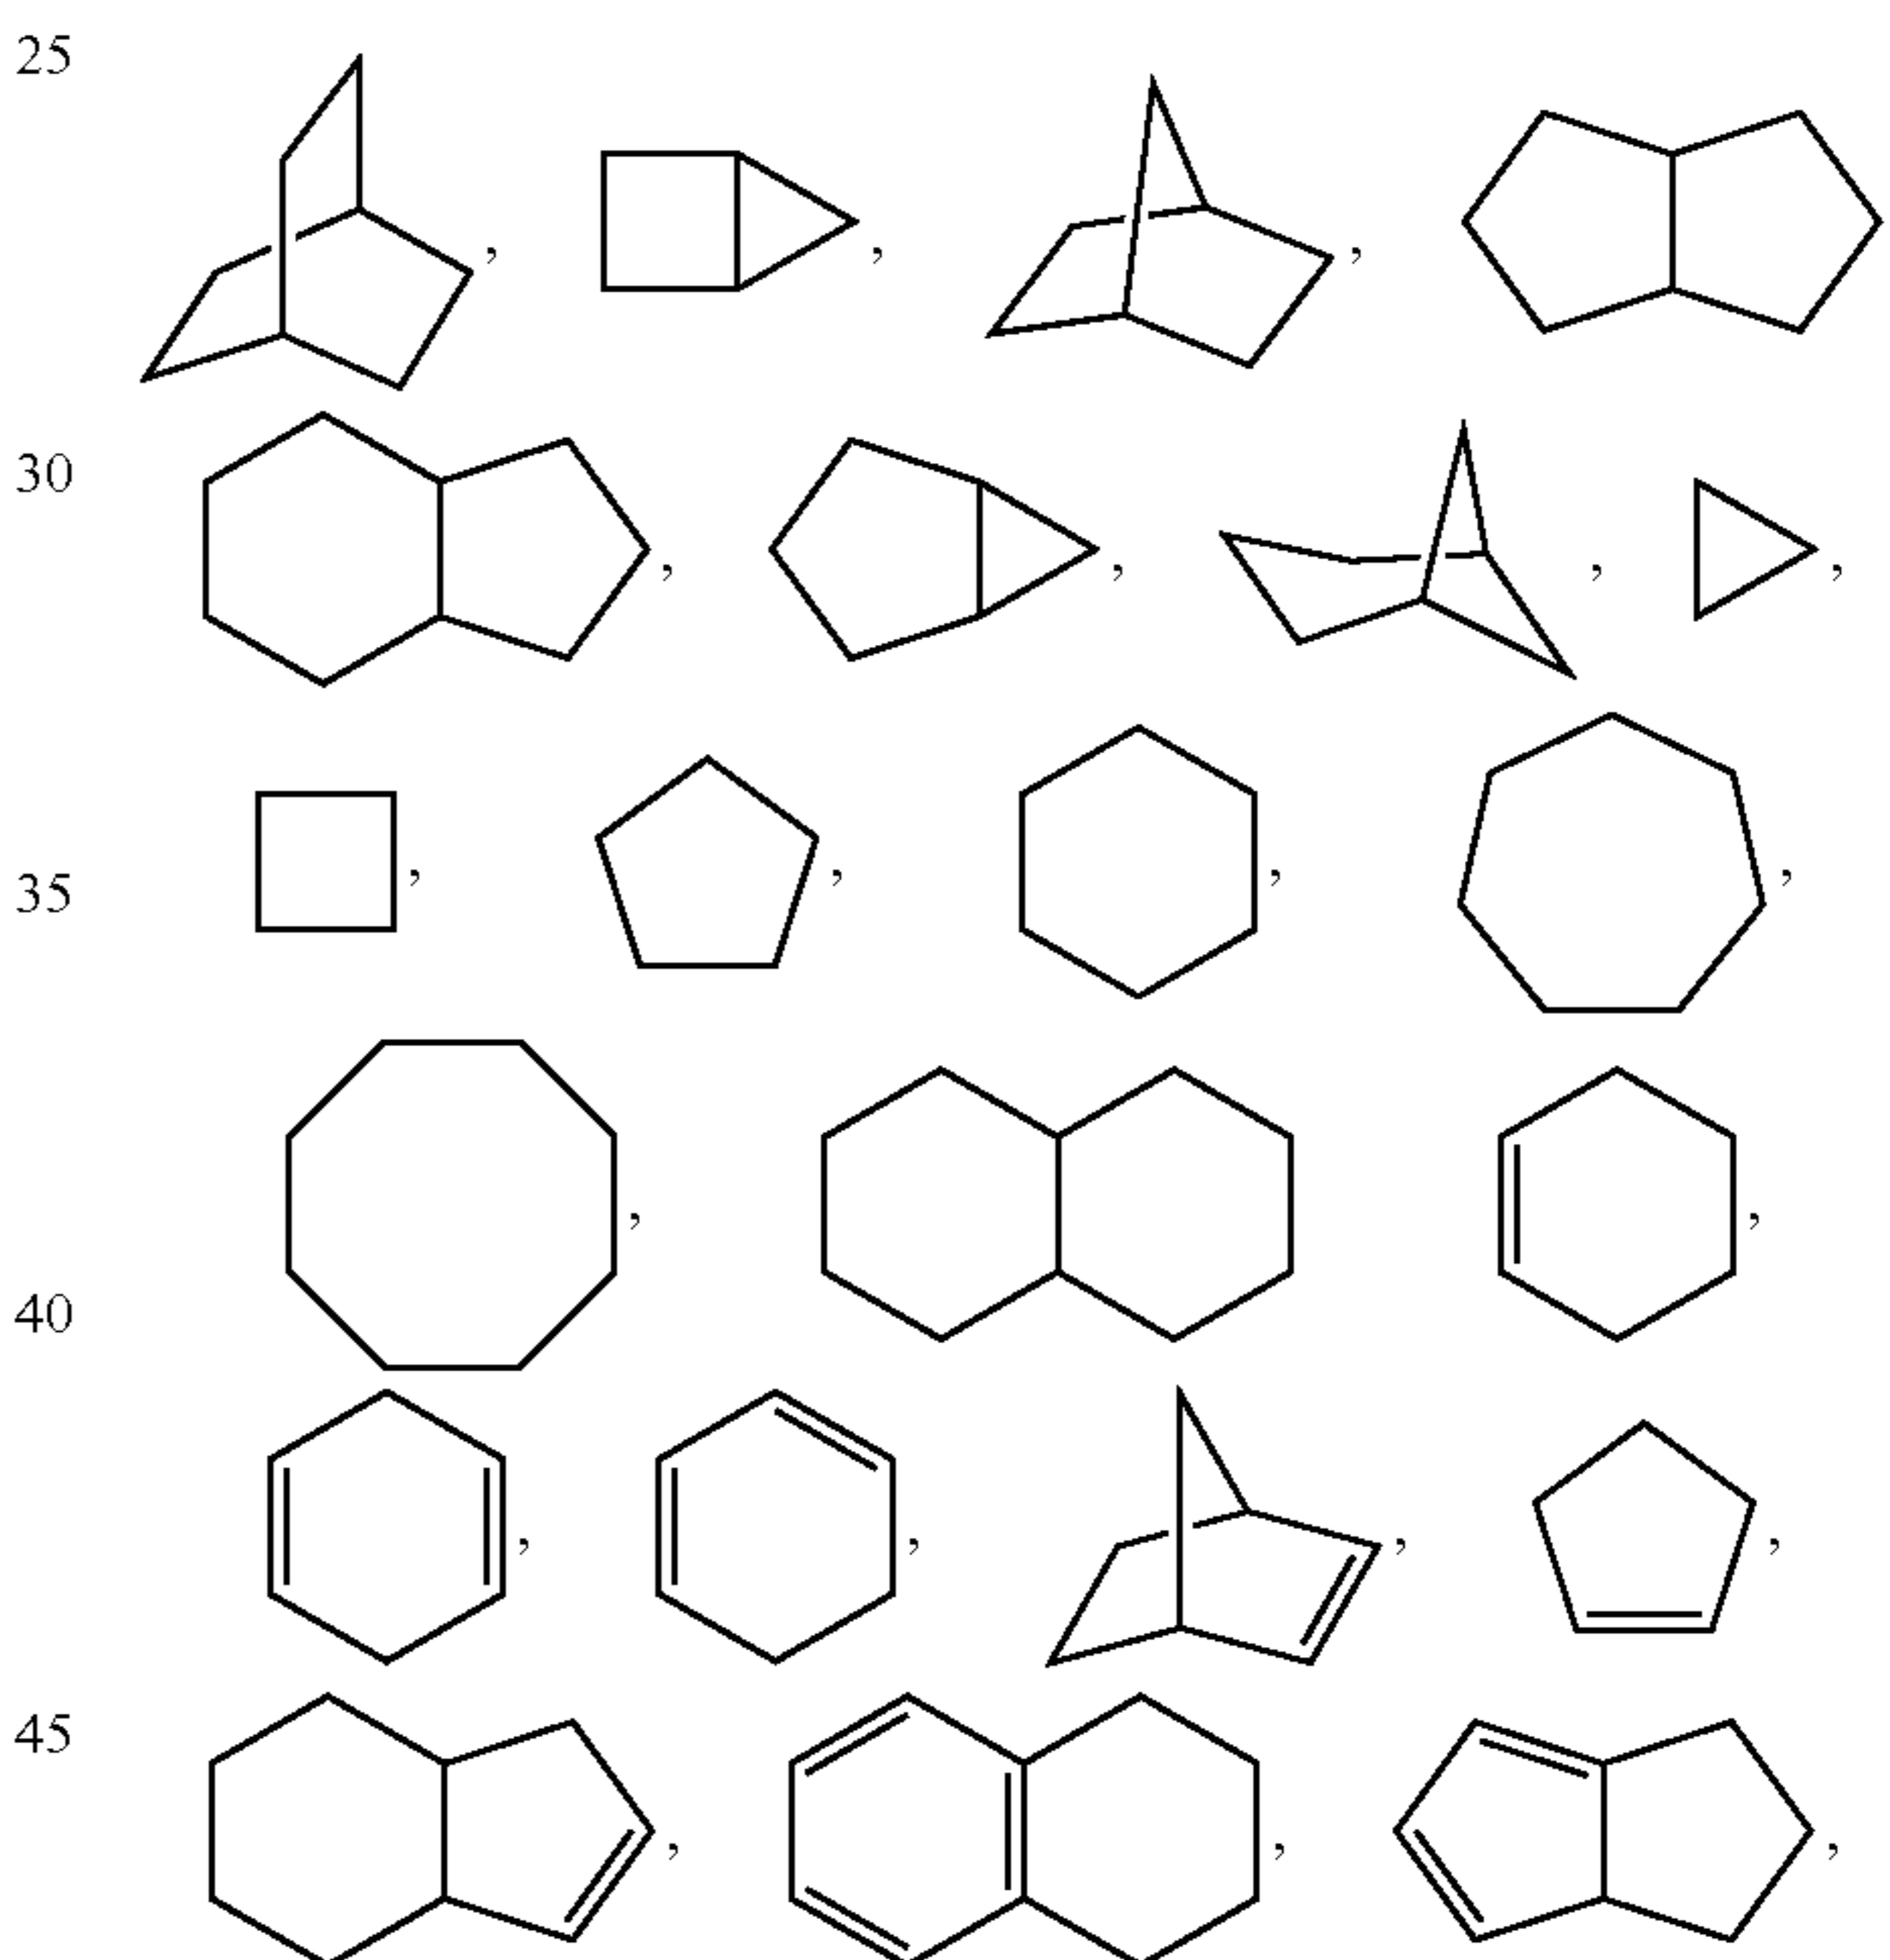 25
, , ,
30
, , , ,
35
, , , ,
, ,
40
, , , ,
45
, , ,